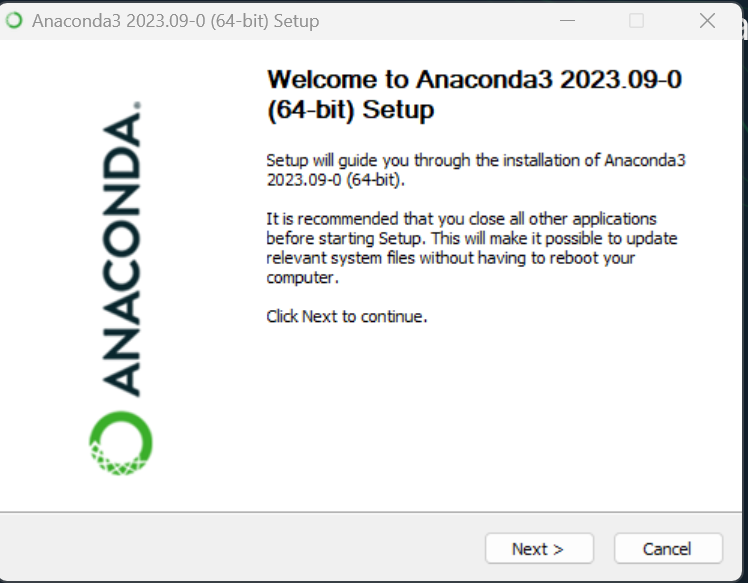 Anaconda3 2023.09-0 (64-bit) Setup
ANACONDA.
Welcome to Anaconda3 2023.09-0
(64-bit) Setup
Setup will guide you through the installation of Anaconda3
2023.09-0 (64-bit).
It is recommended that you close all other applications
before starting Setup. This will make it possible to update
relevant system files without having to reboot your
computer.
Click Next to continue.
Next >
Cancel